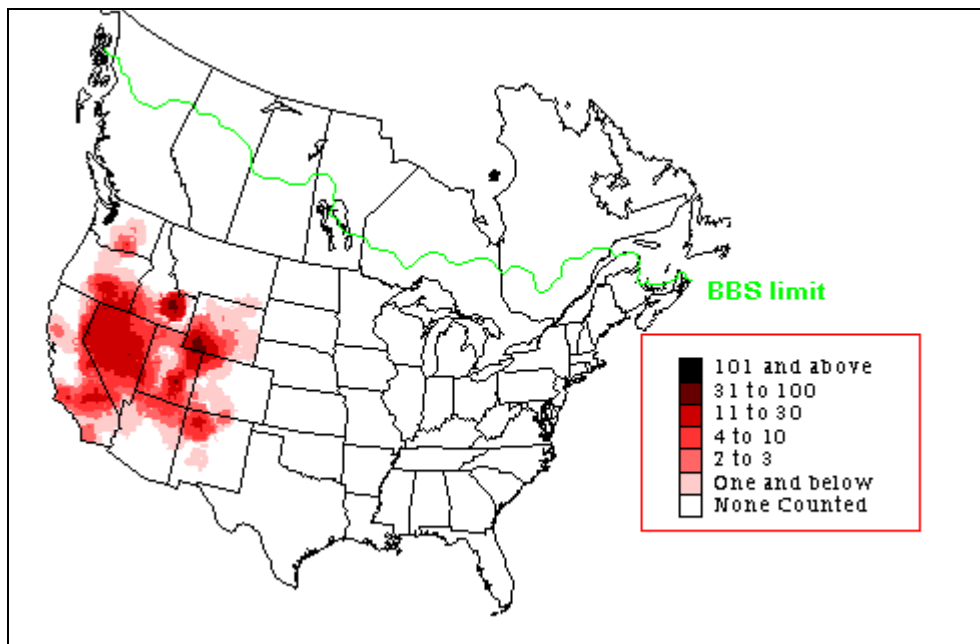 BBS limit
101 and above
31 to 100
11 to 30
4 to 10
2 to 3
One and below
None Counted